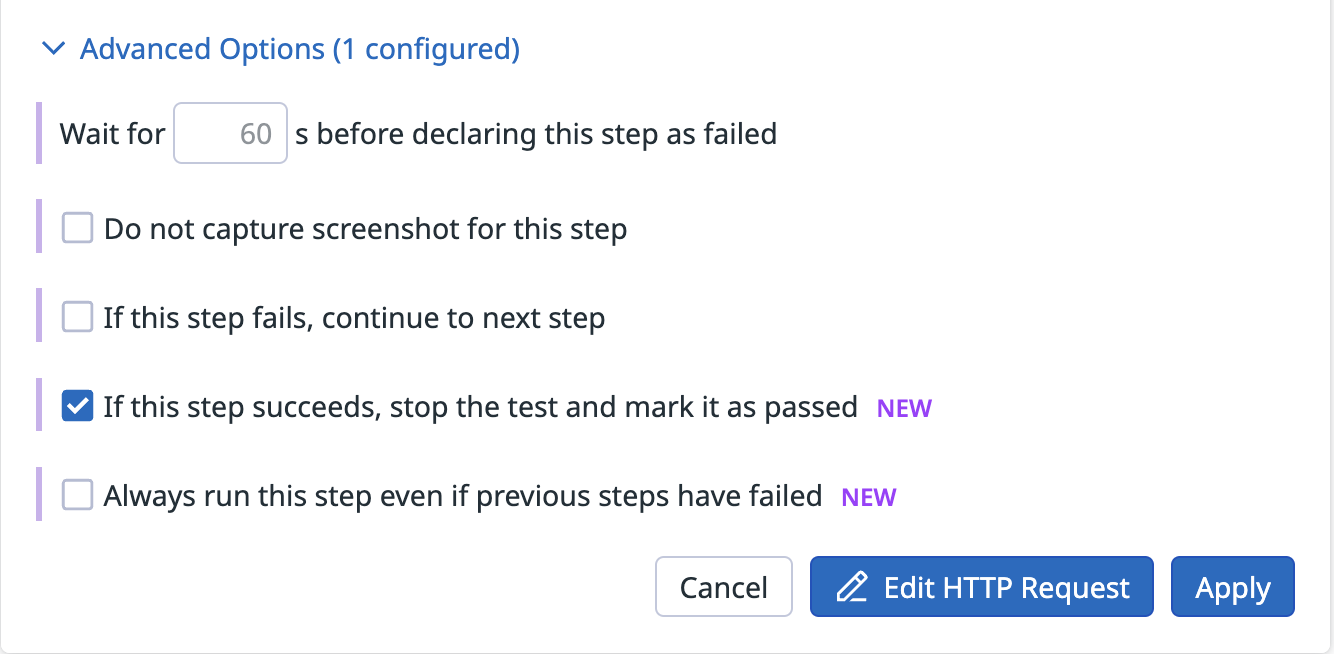 Advanced Options (1 configured)
Wait for 60 s before declaring this step as failed
Do not capture screenshot for this step
If this step fails, continue to next step
If this step succeeds, stop the test and mark it as passed NEW
Always run this step even if previous steps have failed NEW
Cancel Edit HTTP Request Apply